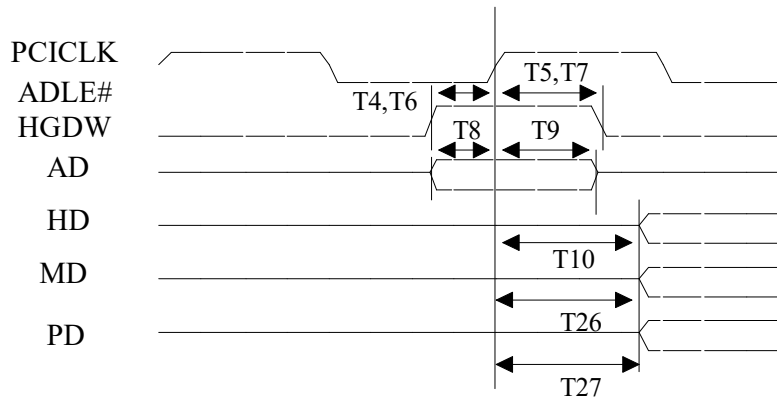 PCICLK
T5,T7
ADLE#
T4,T6
HGDW
T8
T9
AD
HD
T10
MD
T26
PD
T27